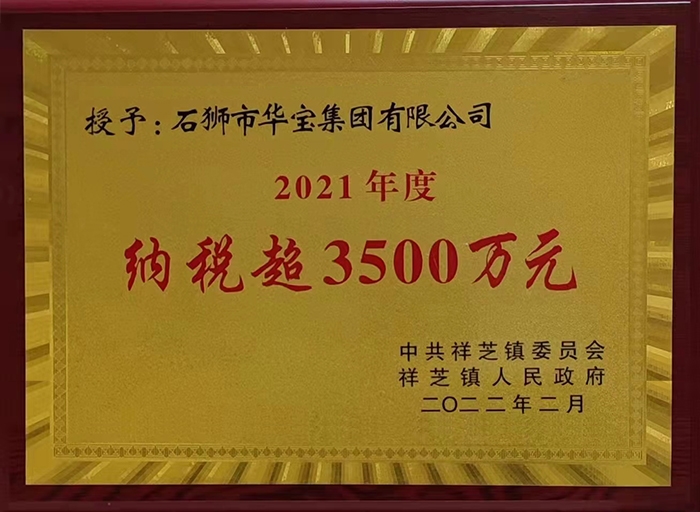 授予：石狮市华宝集团有限公司
2021年度
纳税超3500万元
中共祥芝镇委员会
祥芝镇人民政府
二〇二二年二月